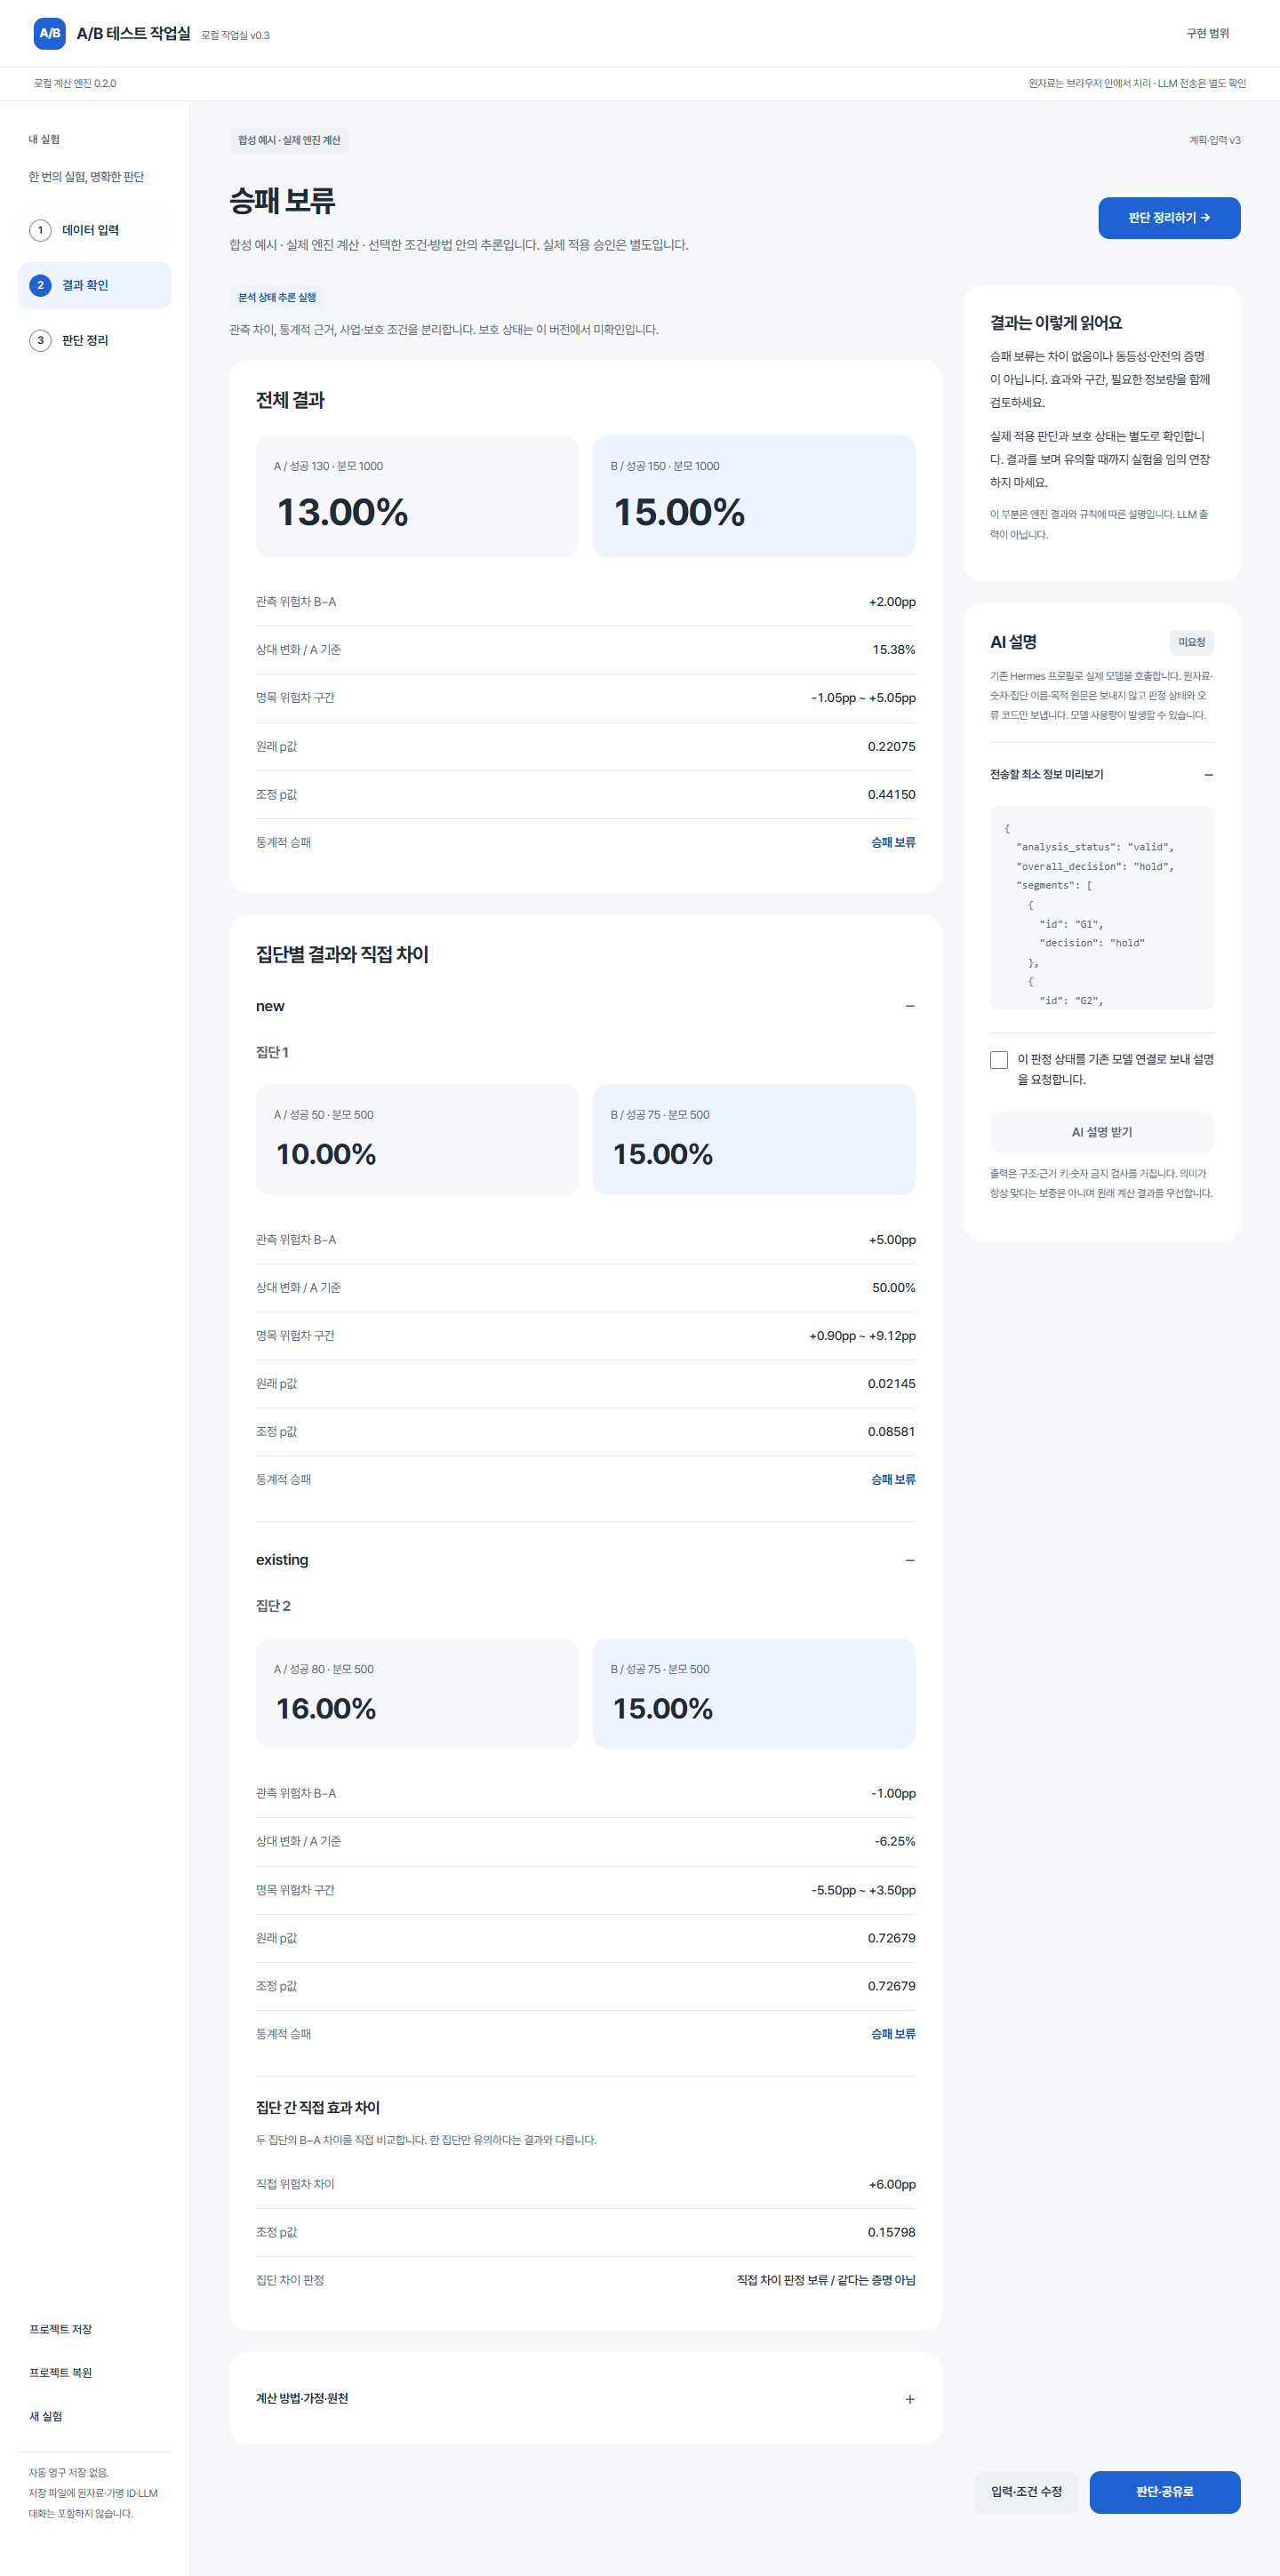 A/B
A/B 테스트 작업실
로컬 작업실 v0.3
구현 범위
로컬 계산 엔진 0.2.0
원자료는 브라우저 안에서 처리 · LLM 전송은 별도 확인
내 실험
한 번의 실험, 명확한 판단
1 데이터 입력
2 결과 확인
3 판단 정리
프로젝트 저장
프로젝트 복원
새 실험
자동 영구 저장 없음.
저장 파일에 원자료·가명 ID·LLM
대화는 포함하지 않습니다.
합성 예시 · 실제 엔진 계산
계획·입력 v3
승패 보류
합성 예시 · 실제 엔진 계산 · 선택한 조건·방법 안의 추론입니다. 실제 적용 승인은 별도입니다.
판단 정리하기 →
분석 상태 추론 실행
관측 차이, 통계적 근거, 사업·보호 조건을 분리합니다. 보호 상태는 이 버전에서 미확인입니다.
전체 결과
A / 성공 130 · 분모 1000
13.00%
B / 성공 150 · 분모 1000
15.00%
관측 위험차 B−A +2.00pp
상대 변화 / A 기준 15.38%
명목 위험차 구간 -1.05pp ~ +5.05pp
원래 p값 0.22075
조정 p값 0.44150
통계적 승패 승패 보류
집단별 결과와 직접 차이
new −
집단 1
A / 성공 50 · 분모 500
10.00%
B / 성공 75 · 분모 500
15.00%
관측 위험차 B−A +5.00pp
상대 변화 / A 기준 50.00%
명목 위험차 구간 +0.90pp ~ +9.12pp
원래 p값 0.02145
조정 p값 0.08581
통계적 승패 승패 보류
existing −
집단 2
A / 성공 80 · 분모 500
16.00%
B / 성공 75 · 분모 500
15.00%
관측 위험차 B−A -1.00pp
상대 변화 / A 기준 -6.25%
명목 위험차 구간 -5.50pp ~ +3.50pp
원래 p값 0.72679
조정 p값 0.72679
통계적 승패 승패 보류
집단 간 직접 효과 차이
두 집단의 B−A 차이를 직접 비교합니다. 한 집단만 유의하다는 결과와 다릅니다.
직접 위험차 차이 +6.00pp
조정 p값 0.15798
집단 차이 판정 직접 차이 판정 보류 / 같다는 증명 아님
계산 방법·가정·원천 +
결과는 이렇게 읽어요
승패 보류는 차이 없음이나 동등성·안전의 증명
이 아닙니다. 효과와 구간, 필요한 정보량을 함께
검토하세요.
실제 적용 판단과 보호 상태는 별도로 확인합니
다. 결과를 보며 유의할 때까지 실험을 임의 연장
하지 마세요.
이 부분은 엔진 결과와 규칙에 따른 설명입니다. LLM 출
력이 아닙니다.
AI 설명
미요청
기존 Hermes 프로필로 실제 모델을 호출합니다. 원자료·
숫자·집단 이름·목적 원문은 보내지 않고 판정 상태와 오
류 코드만 보냅니다. 모델 사용량이 발생할 수 있습니다.
전송할 최소 정보 미리보기 −
{
"analysis_status": "valid",
"overall_decision": "hold",
"segments": [
{
"id": "G1",
"decision": "hold"
},
{
"id": "G2",
이 판정 상태를 기존 모델 연결로 보내 설명
을 요청합니다.
AI 설명 받기
출력은 구조·근거 키·숫자 금지 검사를 거칩니다. 의미가
항상 맞다는 보증은 아니며 원래 계산 결과를 우선합니다.
입력·조건 수정
판단·공유로